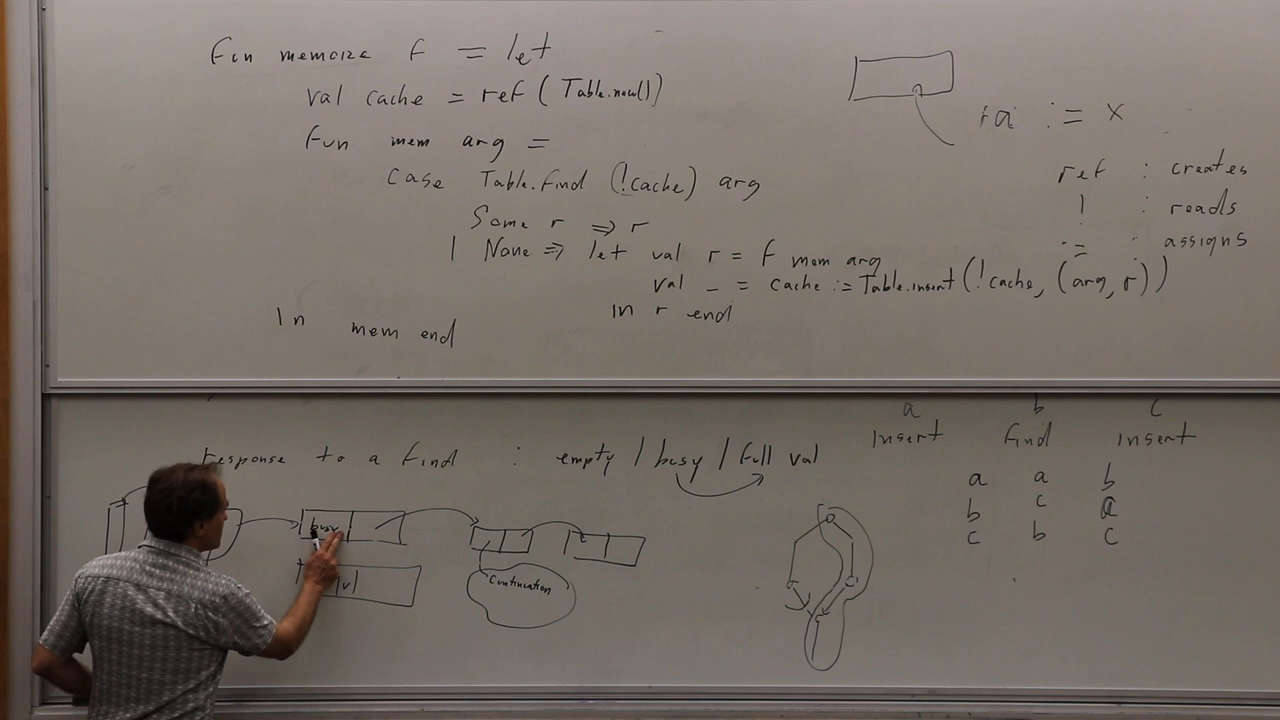 Fun memoize f = let
val cache = ref ( Table.new())
fun mem arg =
case Table.find (!cache) arg
Some r => r
| None => let val r = f mem arg
val _ = cache := Table.insert (!cache, (arg, r))
in r end
In mem end
a := x
ref : creates
! : reads
:= : assigns
response to a find : empty / busy / full val
a b c
insert find insert
a a b
b c a
c b c
busy
v
Continuation